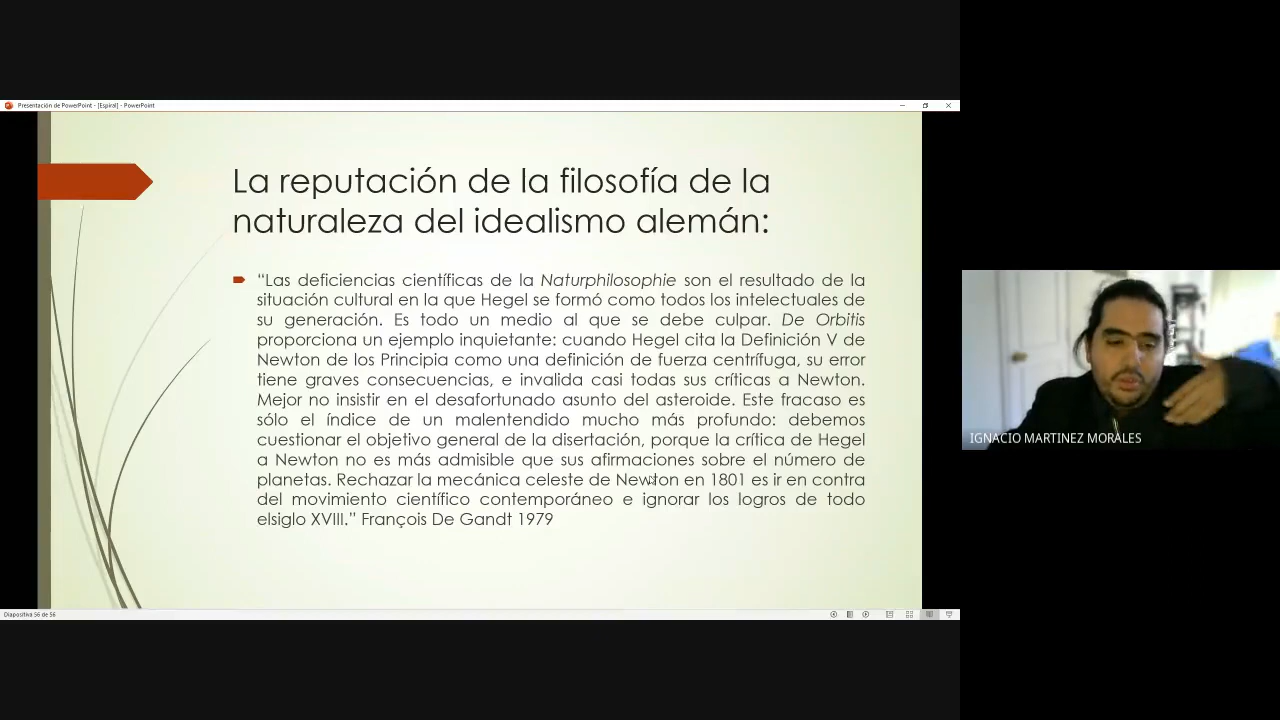 Presentación de PowerPoint - [Espiral] - PowerPoint
La reputación de la filosofía de la
naturaleza del idealismo alemán:
“Las deficiencias científicas de la Naturphilosophie son el resultado de la
situación cultural en la que Hegel se formó como todos los intelectuales de
su generación. Es todo un medio al que se debe culpar. De Orbitis
proporciona un ejemplo inquietante: cuando Hegel cita la Definición V de
Newton de los Principia como una definición de fuerza centrífuga, su error
tiene graves consecuencias, e invalida casi todas sus críticas a Newton.
Mejor no insistir en el desafortunado asunto del asteroide. Este fracaso es
sólo el índice de un malentendido mucho más profundo: debemos
cuestionar el objetivo general de la disertación, porque la crítica de Hegel
a Newton no es más admisible que sus afirmaciones sobre el número de
planetas. Rechazar la mecánica celeste de Newton en 1801 es ir en contra
del movimiento científico contemporáneo e ignorar los logros de todo
elsiglo XVIII.” François De Gandt 1979
IGNACIO MARTINEZ MORALES
Diapositiva 56 de 56